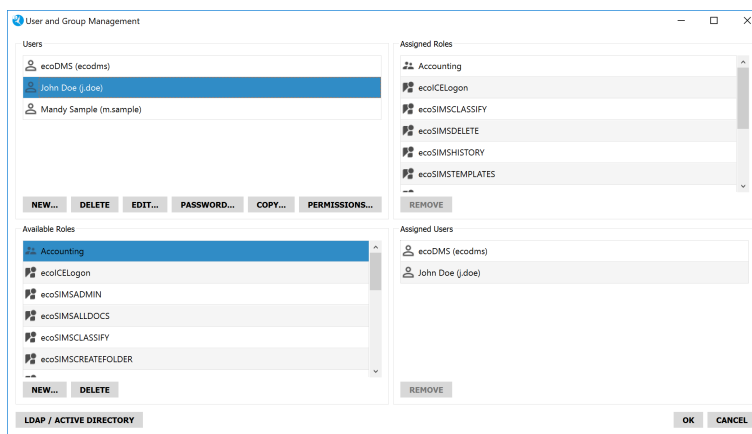 User and Group Management
Users
ecoDMS (ecodms)
John Doe (j.doe)
Mandy Sample (m.sample)
NEW... DELETE EDIT... PASSWORD... COPY... PERMISSIONS...
Assigned Roles
Accounting
ecoICELogon
ecoSIMSCLASSIFY
ecoSIMSDELETE
ecoSIMSHISTORY
ecoSIMSTEMPLATES
REMOVE
Available Roles
Accounting
ecoICELogon
ecoSIMSADMIN
ecoSIMSALLDOCS
ecoSIMSCLASSIFY
ecoSIMSCREATEFOLDER
NEW... DELETE
Assigned Users
ecoDMS (ecodms)
John Doe (j.doe)
REMOVE
LDAP / ACTIVE DIRECTORY
OK CANCEL